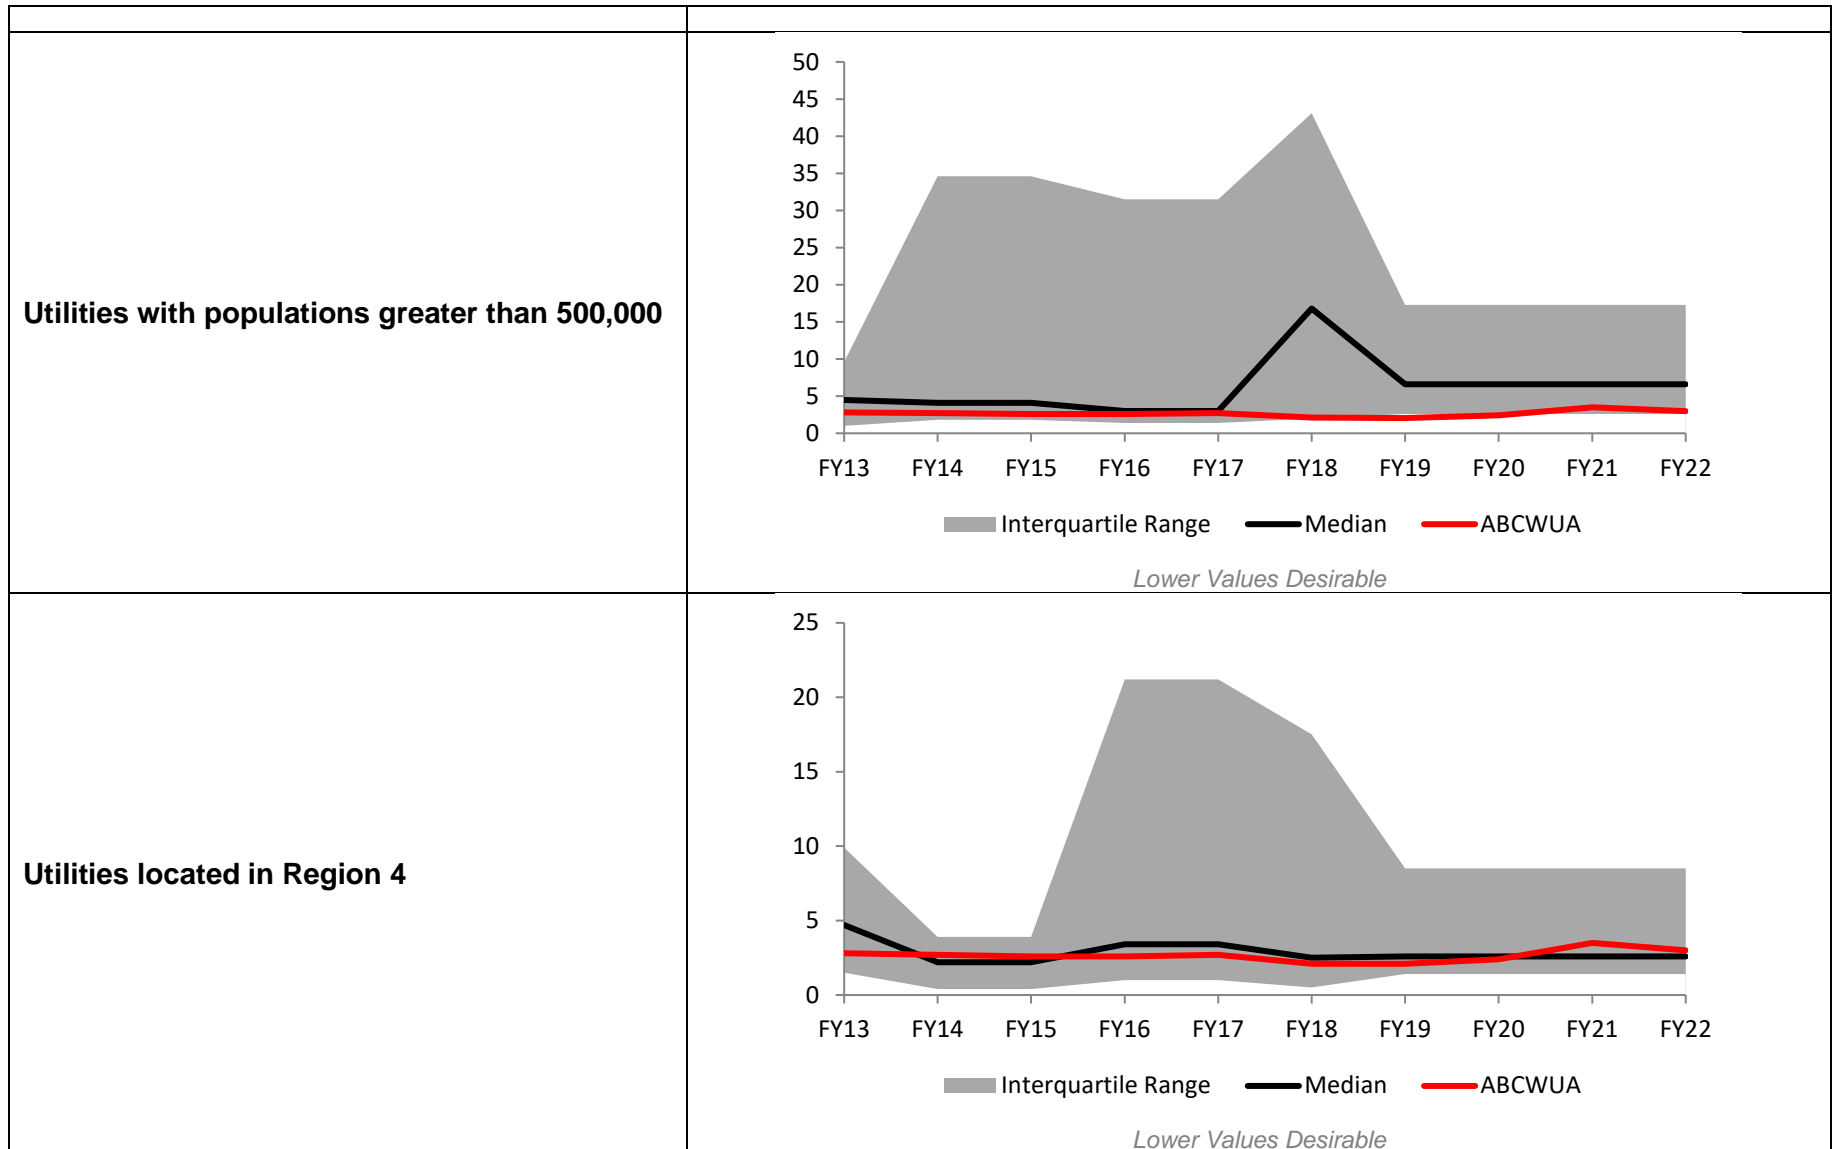 Utilities with populations greater than 500,000
50
45
40
35
30
25
20
15
10
5
0
FY13 FY14 FY15 FY16 FY17 FY18 FY19 FY20 FY21 FY22
Interquartile Range Median ABCWUA
Lower Values Desirable
Utilities located in Region 4
25
20
15
10
5
0
FY13 FY14 FY15 FY16 FY17 FY18 FY19 FY20 FY21 FY22
Interquartile Range Median ABCWUA
Lower Values Desirable